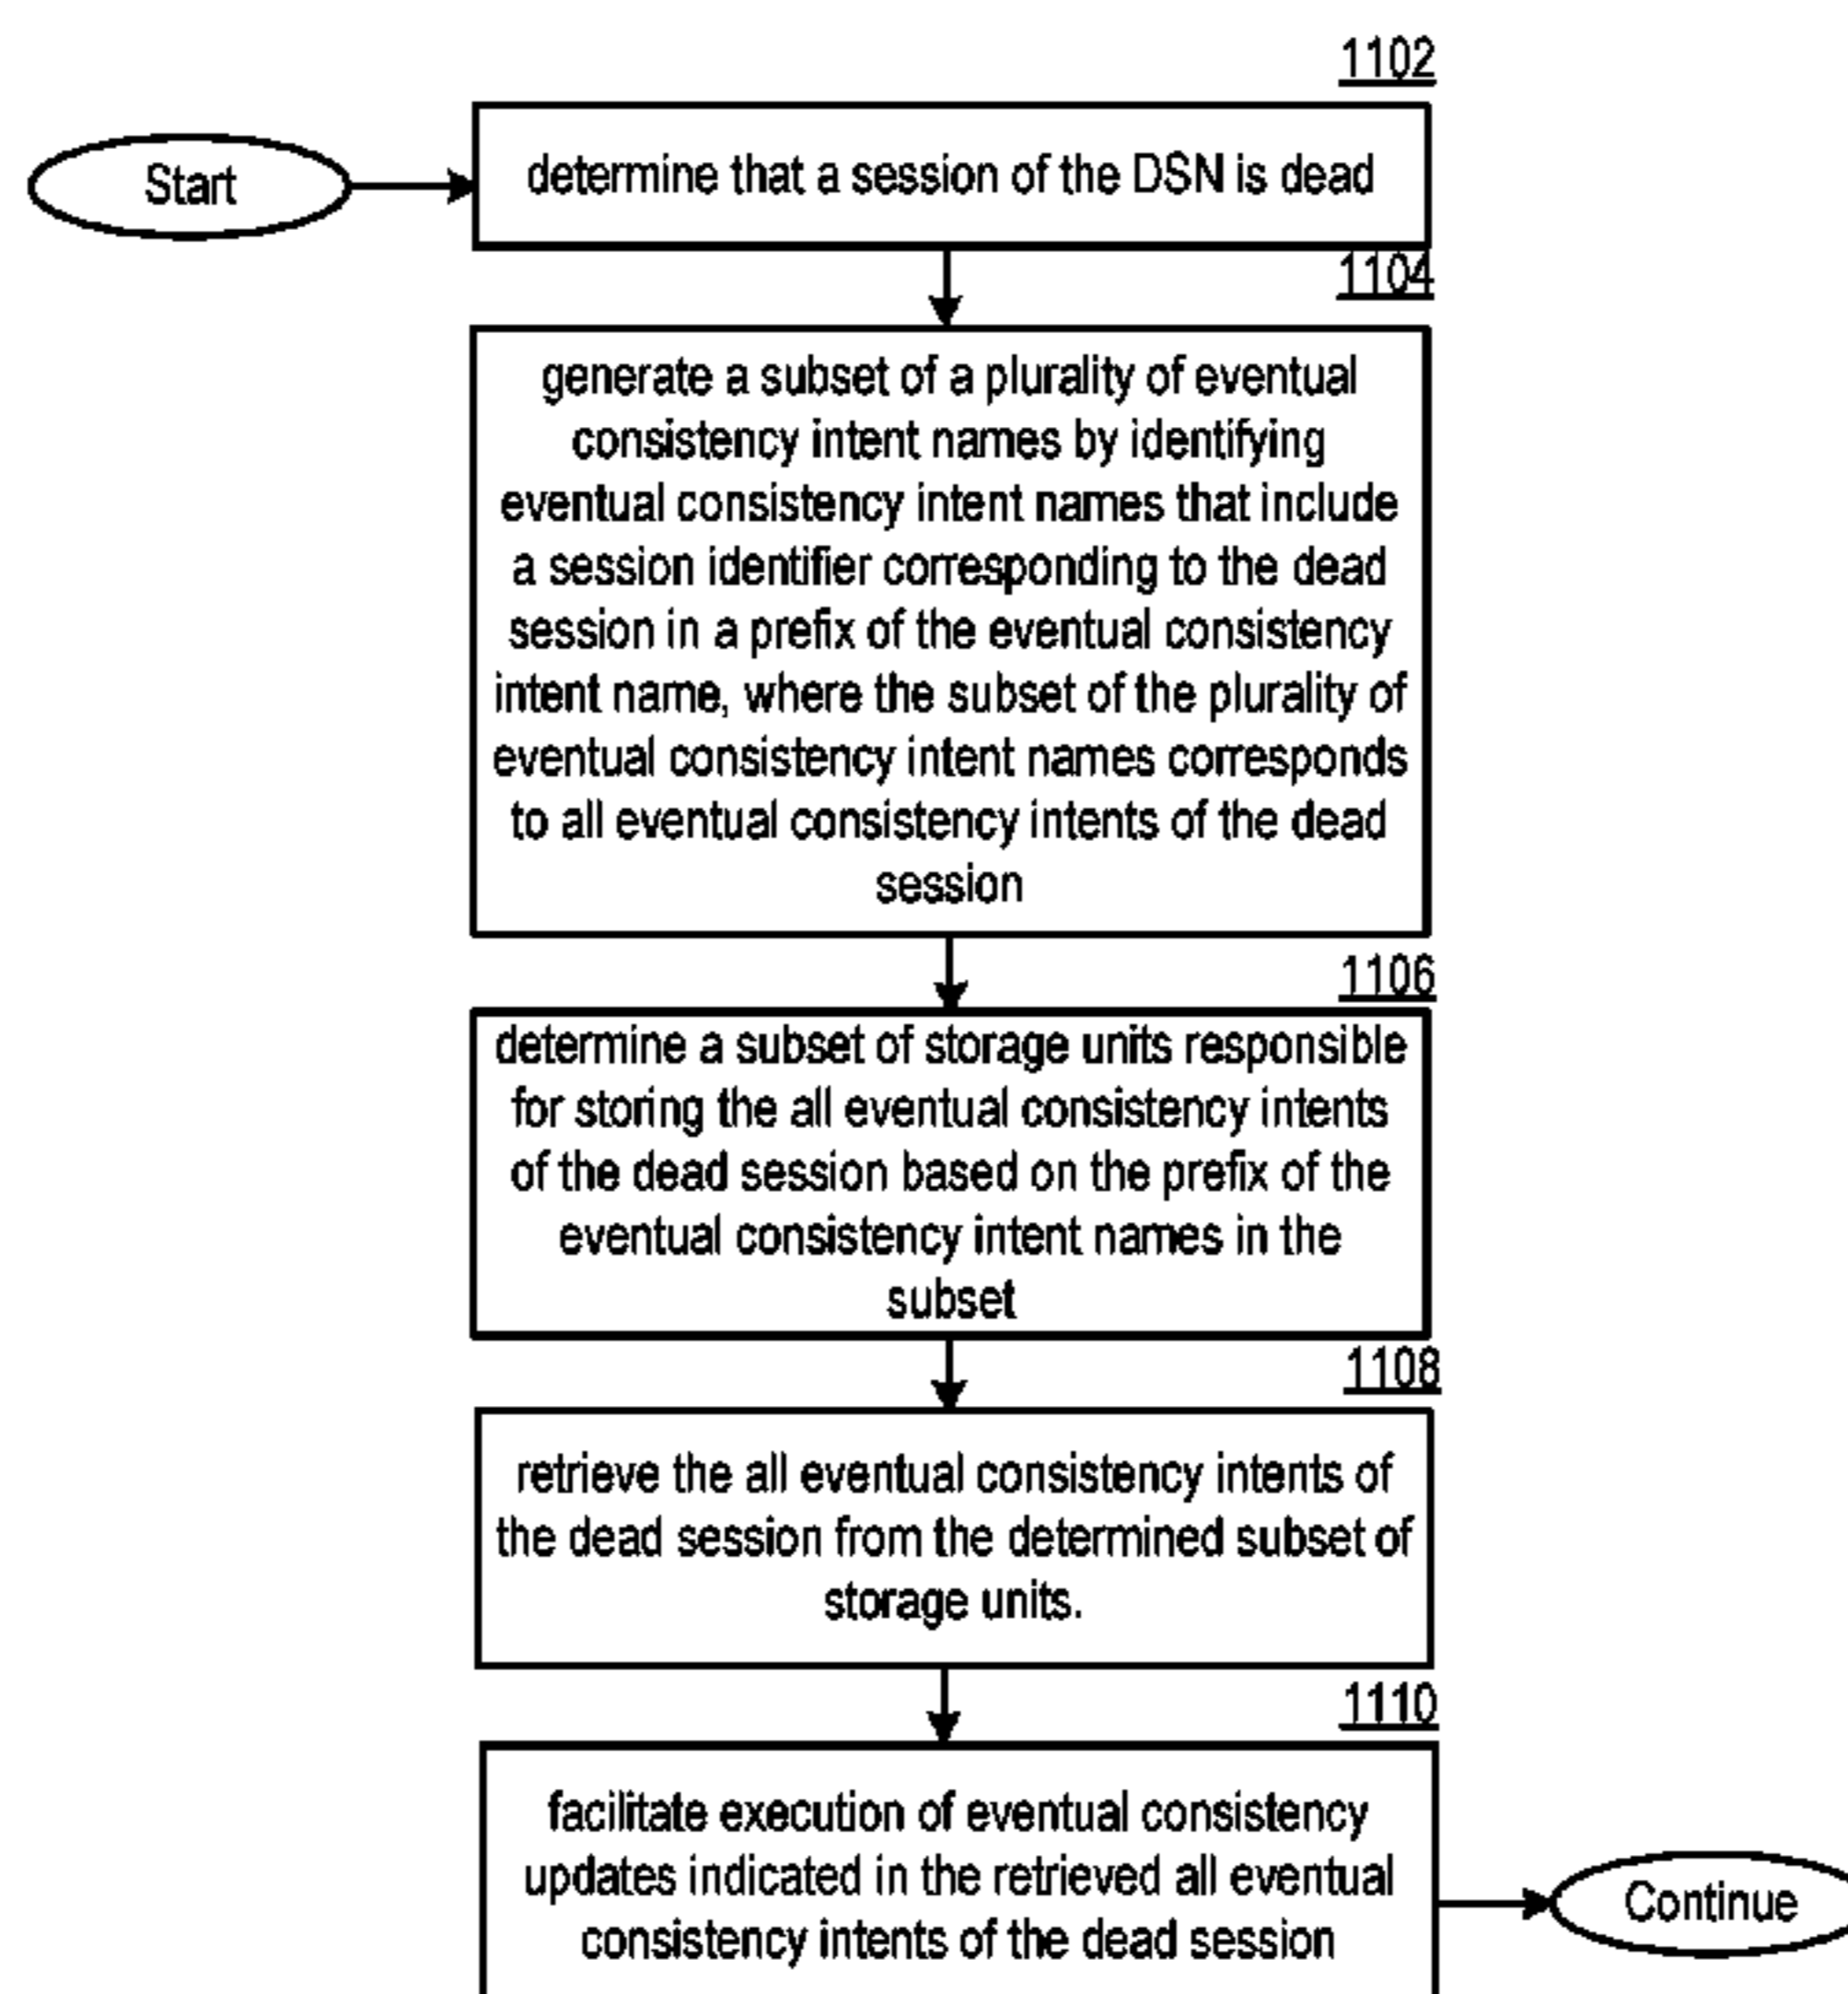 1102
Start
determine that a session of the DSN is dead
1104
generate a subset of a plurality of eventual
consistency intent names by identifying
eventual consistency intent names that include
a session identifier corresponding to the dead
session in a prefix of the eventual consistency
intent name, where the subset of the plurality of
eventual consistency intent names corresponds
to all eventual consistency intents of the dead
session
1106
determine a subset of storage units responsible
for storing the all eventual consistency intents
of the dead session based on the prefix of the
eventual consistency intent names in the
subset
1108
retrieve the all eventual consistency intents of
the dead session from the determined subset of
storage units.
1110
facilitate execution of eventual consistency
updates indicated in the retrieved all eventual
consistency intents of the dead session
Continue